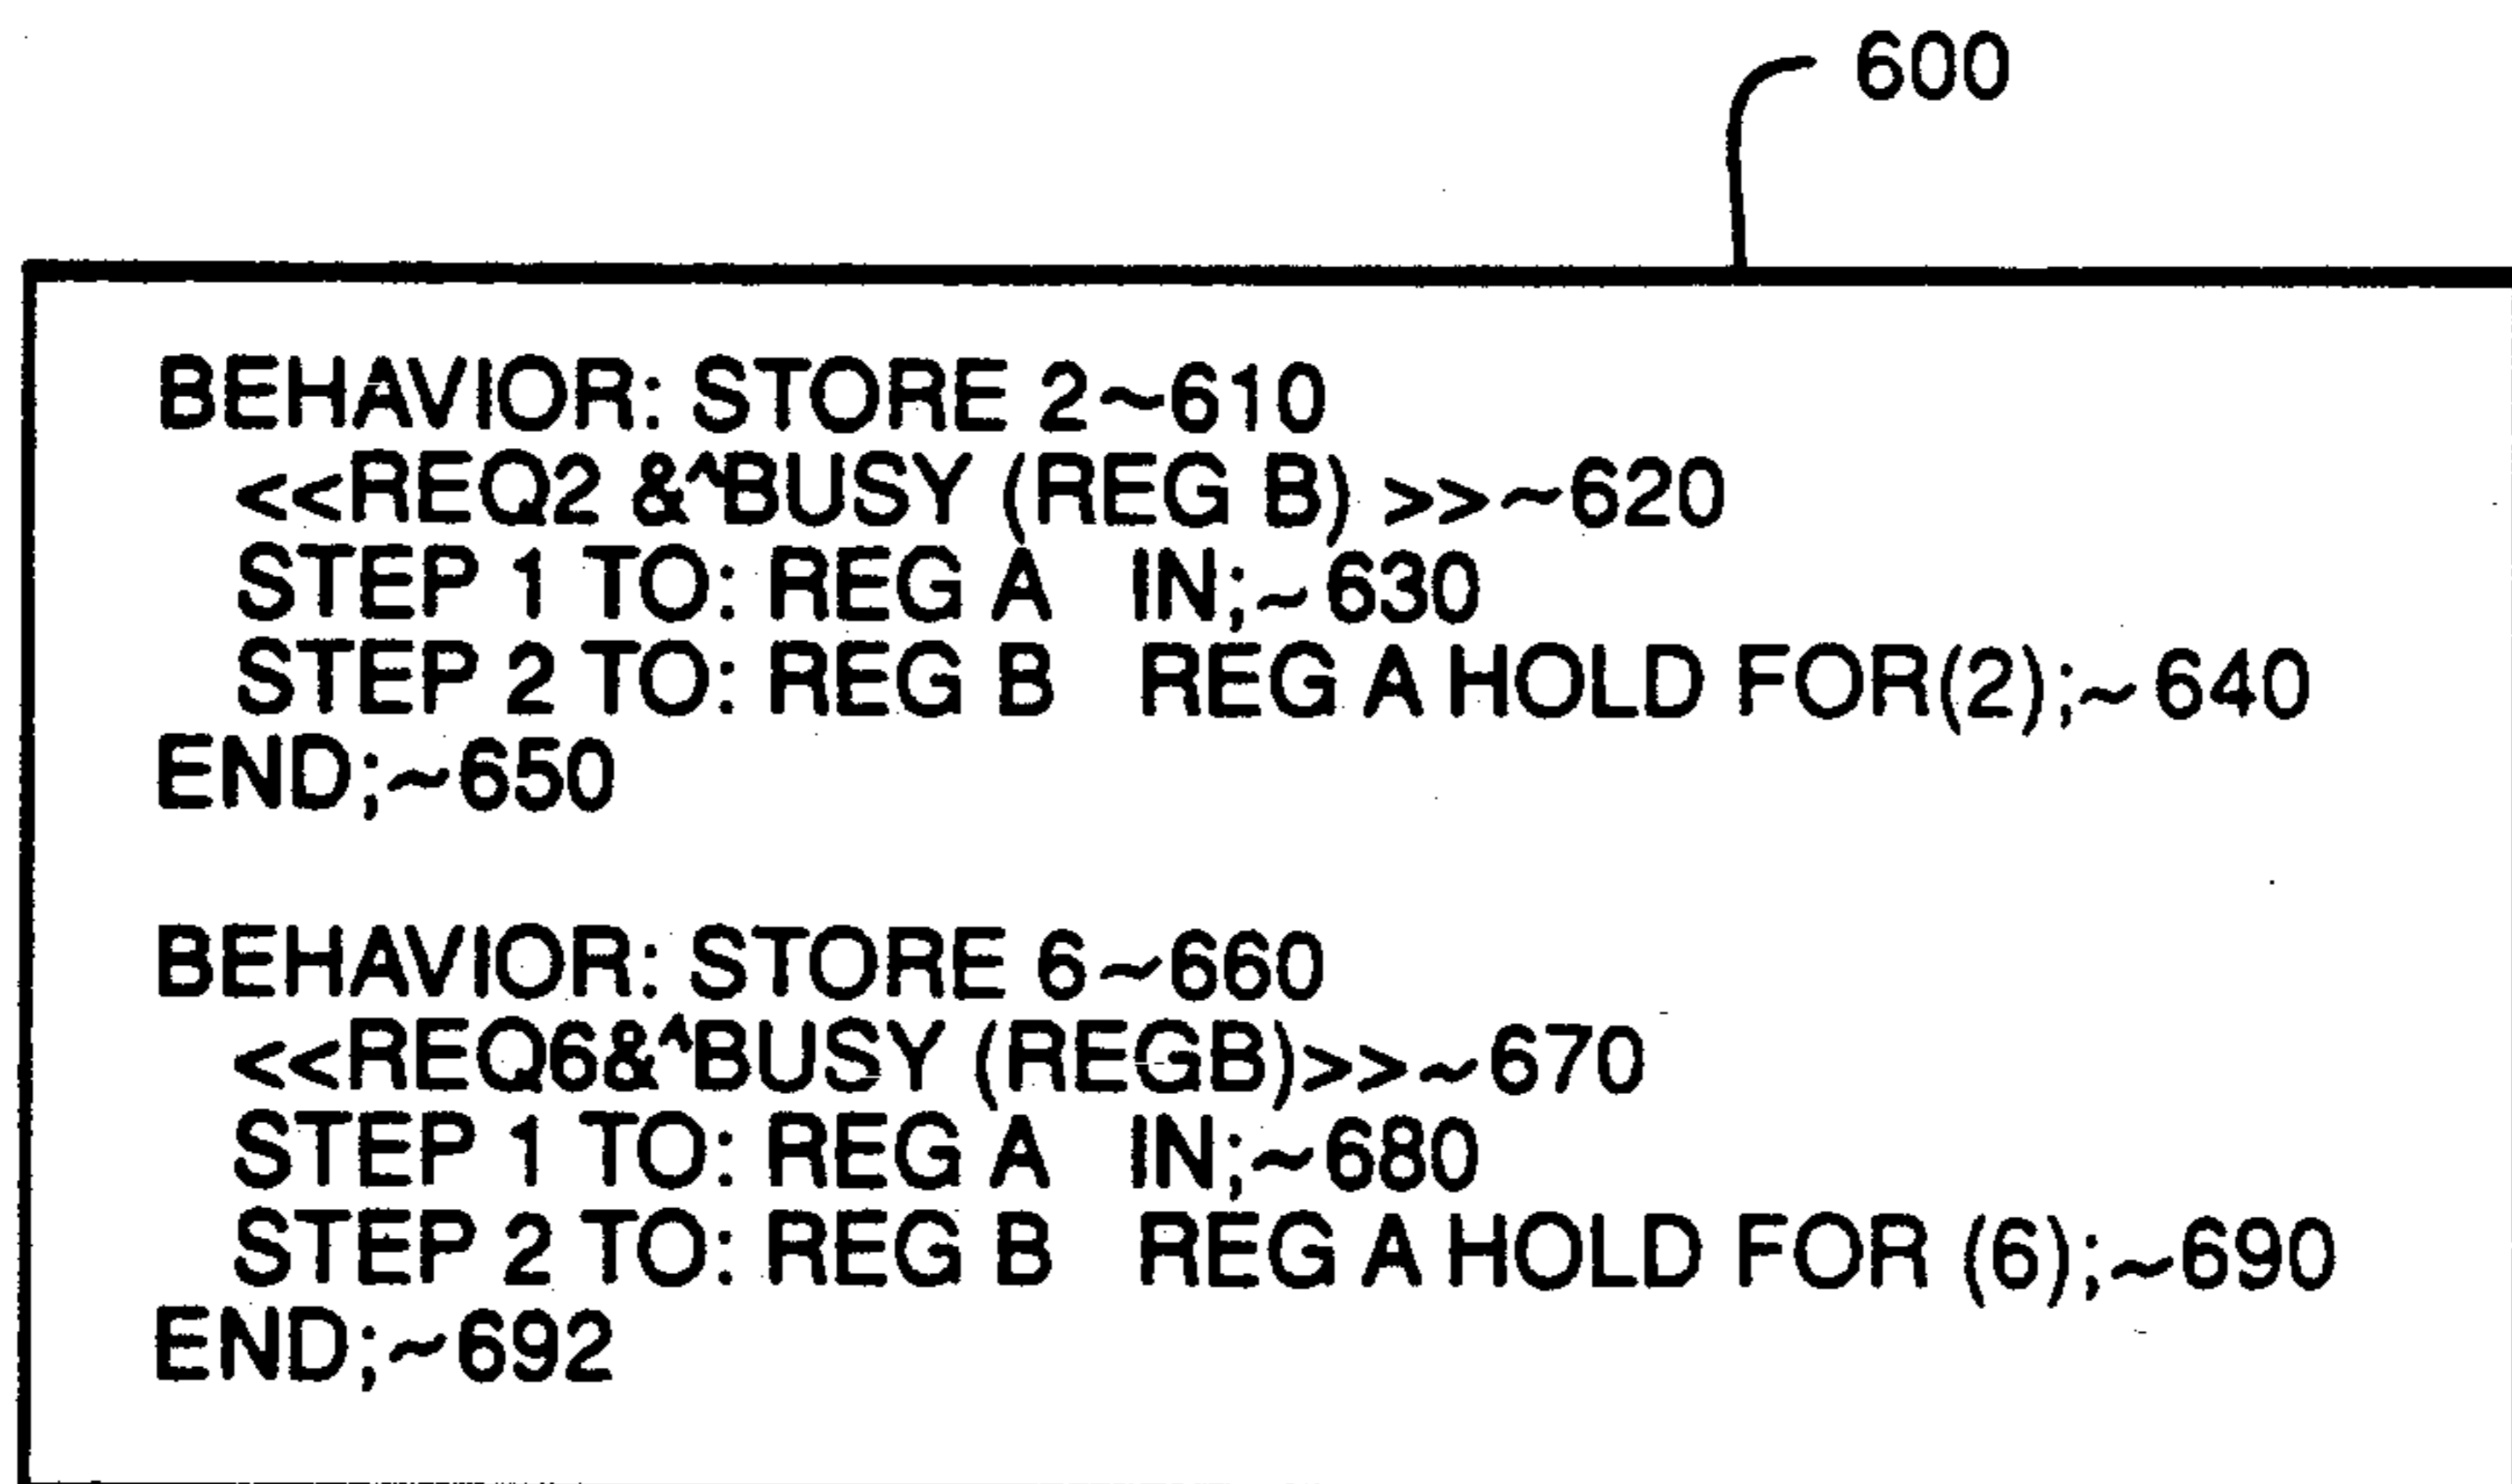 600
BEHAVIOR: STORE 2~610
<<REQ2 &^BUSY (REG B) >>~620
STEP 1 TO: REG A IN;~630
STEP 2 TO: REG B REG A HOLD FOR(2);~640
END;~650
BEHAVIOR: STORE 6~660
<<REQ6&^BUSY (REGB)>>~670
STEP 1 TO: REG A IN;~680
STEP 2 TO: REG B REG A HOLD FOR (6);~690
END;~692